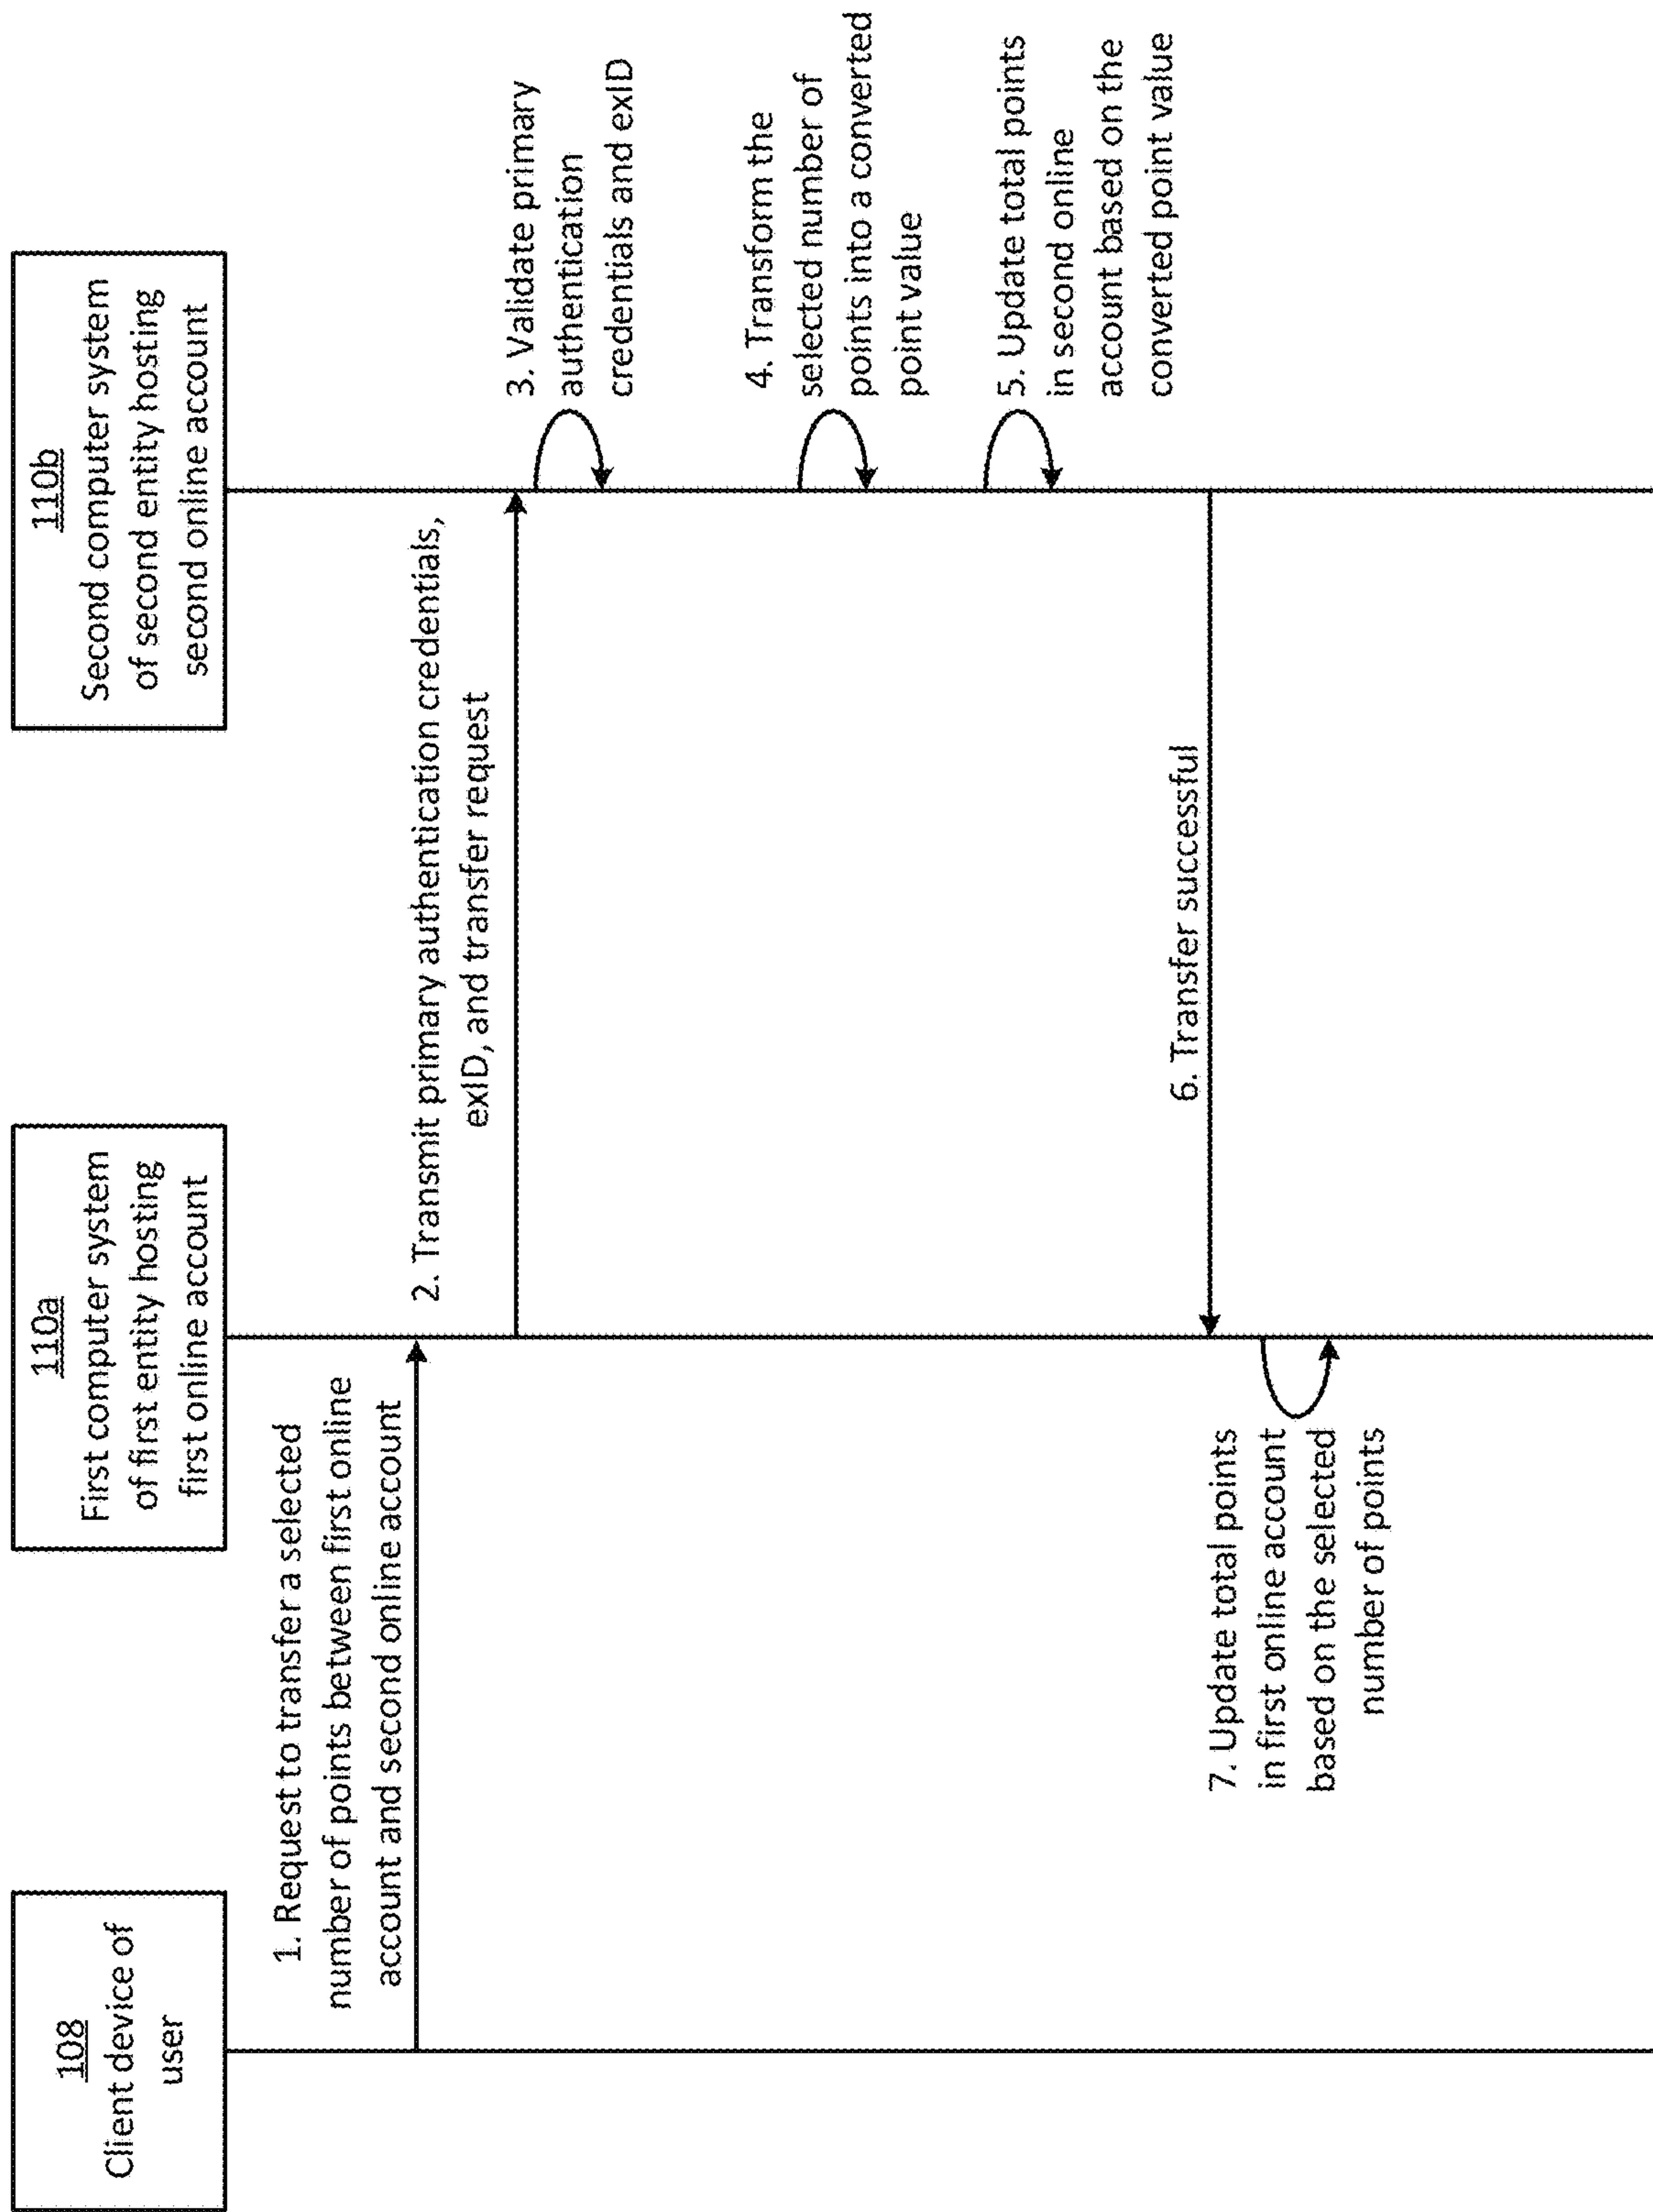 108
Client device of
user
110a
First computer system
of first entity hosting
first online account
110b
Second computer system
of second entity hosting
second online account
1. Request to transfer a selected
number of points between first online
account and second online account
2. Transmit primary authentication credentials,
exID, and transfer request
3. Validate primary
authentication
credentials and exID
4. Transform the
selected number of
points into a converted
point value
5. Update total points
in second online
account based on the
converted point value
6. Transfer successful
7. Update total points
in first online account
based on the selected
number of points